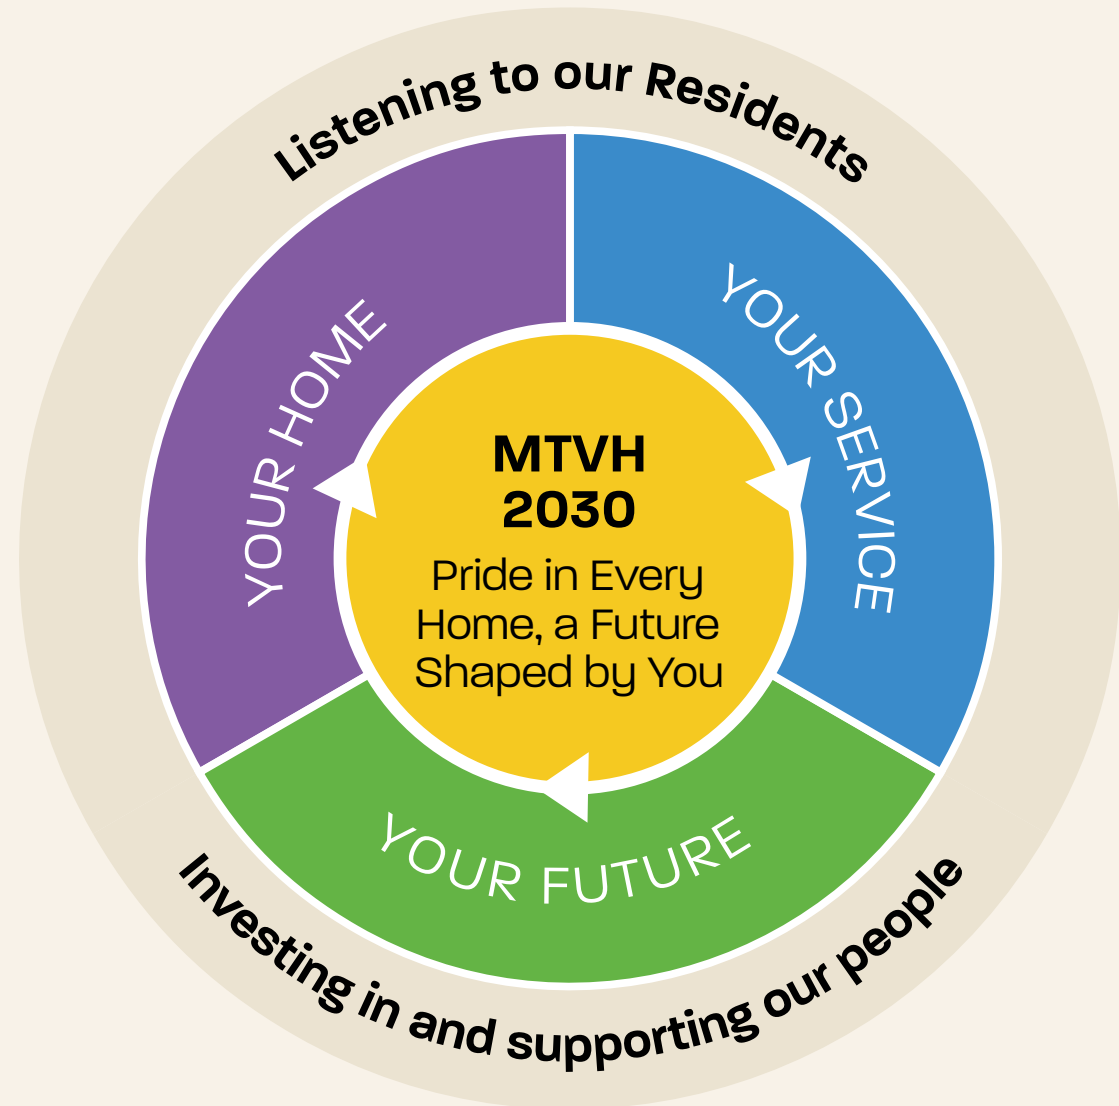 Listening to our Residents
YOUR HOME
YOUR SERVICE
MTVH
2030
Pride in Every
Home, a Future
Shaped by You
YOUR FUTURE
Investing in and supporting our people